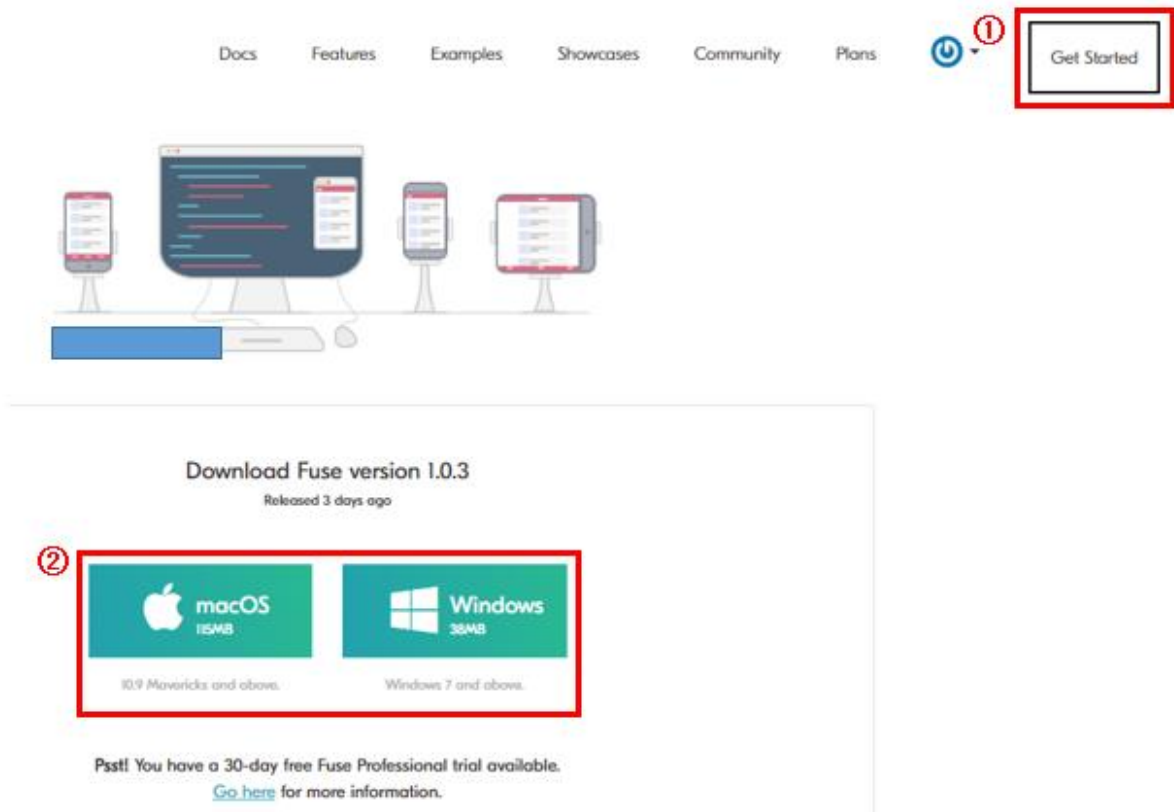 Docs Features Examples Showcases Community Plans ① Get Started
Download Fuse version 1.0.3
Released 3 days ago
②
macOS Windows
115MB 38MB
10.9 Mavericks and above. Windows 7 and above.
Psst! You have a 30-day free Fuse Professional trial available.
Go here for more information.